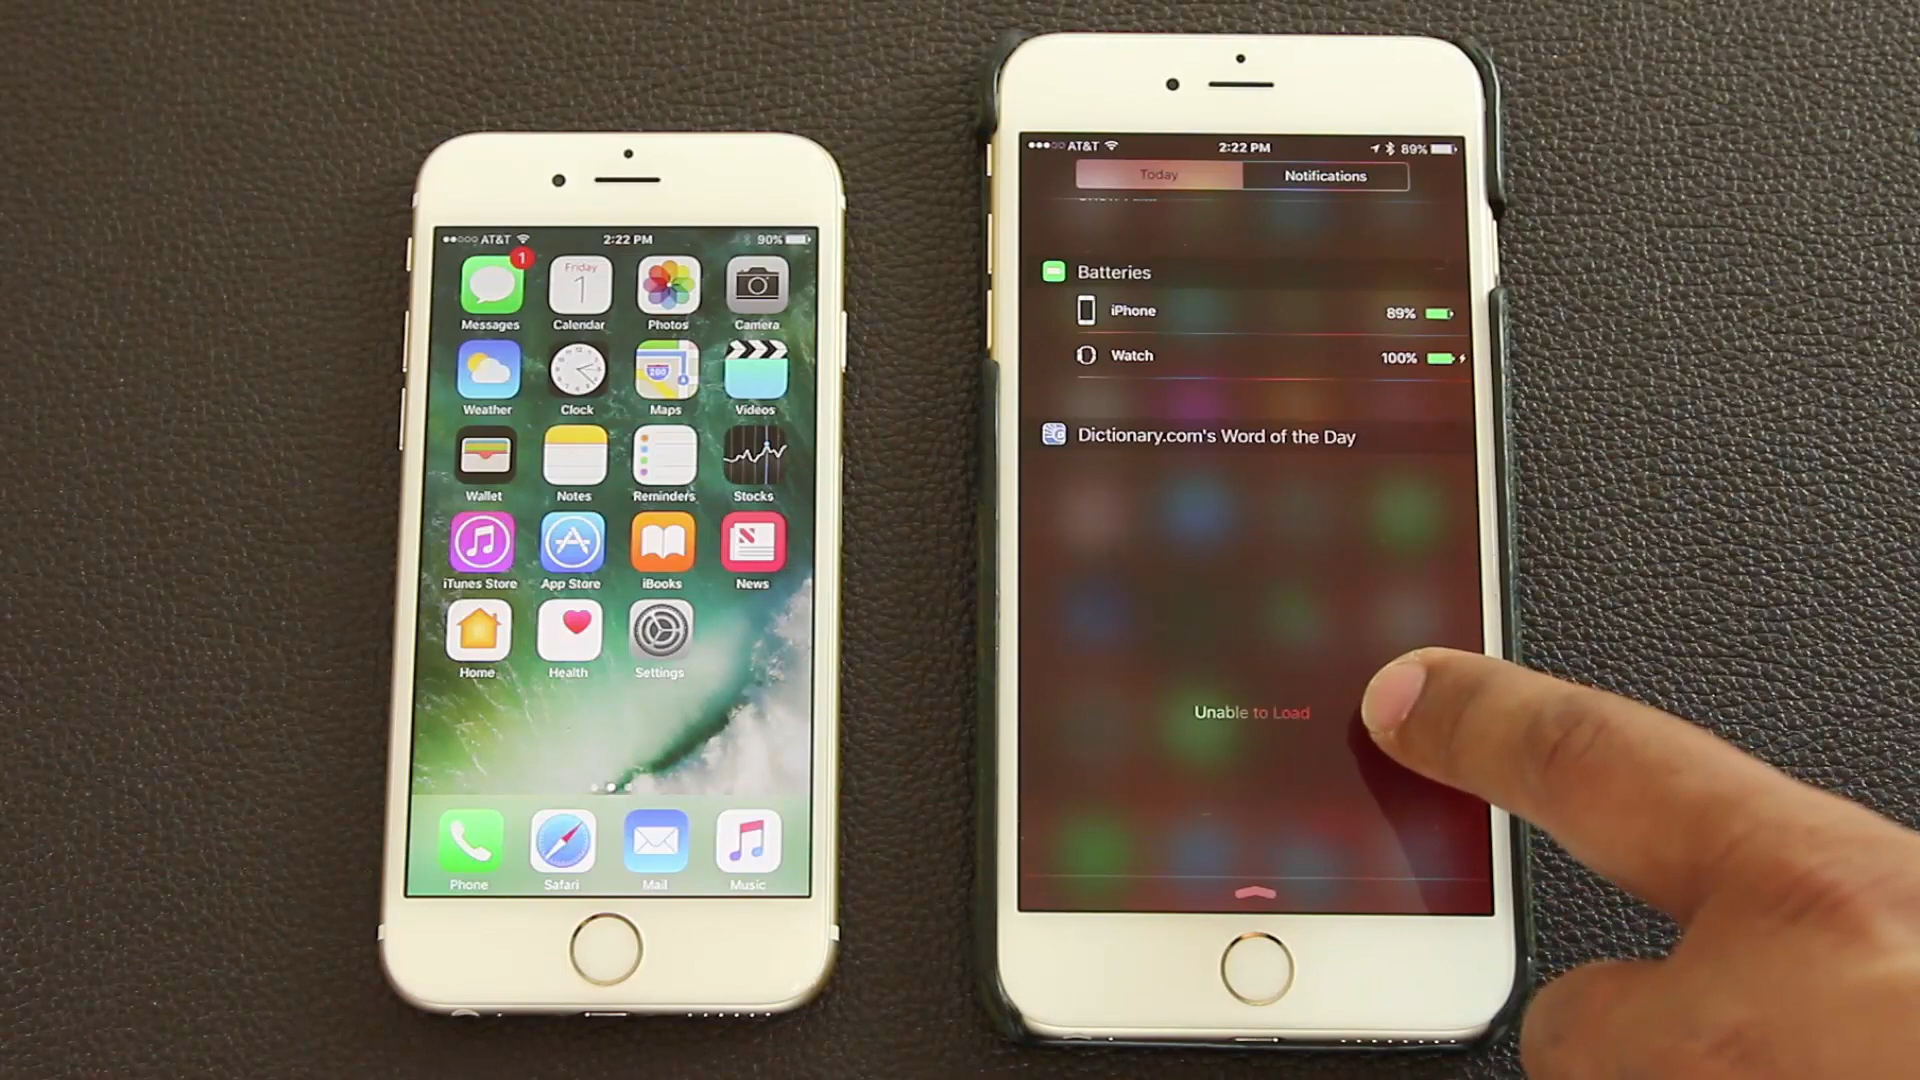 AT&T 2:22 PM 90%
1
Friday
1
Messages Calendar Photos Camera
280
Weather Clock Maps Videos
Wallet Notes Reminders Stocks
iTunes Store App Store iBooks News
Home Health Settings
Phone Safari Mail Music
AT&T 2:22 PM 89%
Today Notifications
Batteries
iPhone 89%
Watch 100%
Dictionary.com's Word of the Day
Unable to Load